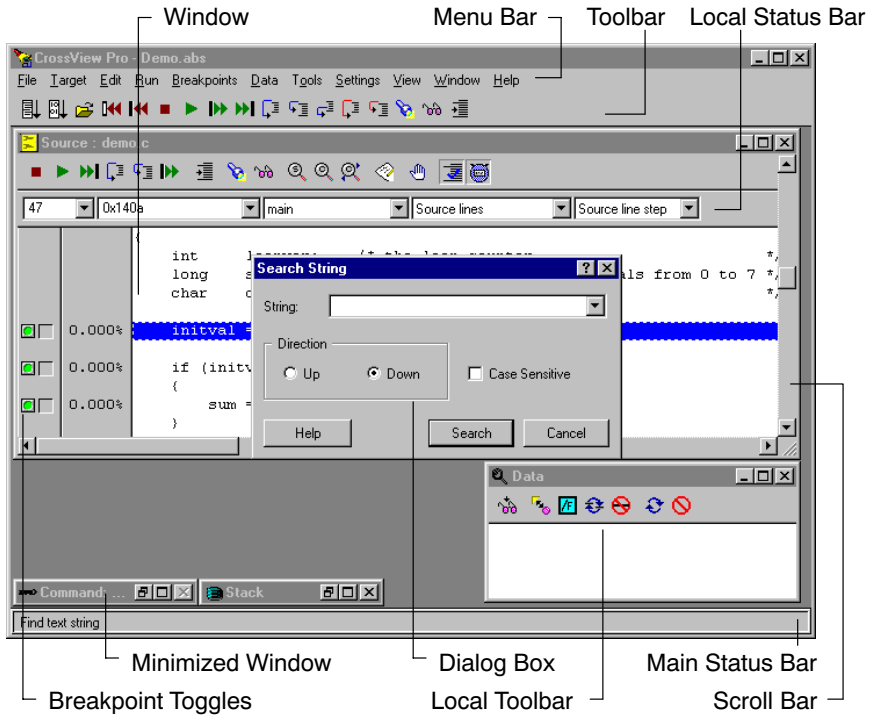 Window Menu Bar Toolbar Local Status Bar
CrossView Pro - Demo.abs
File Target Edit Run Breakpoints Data Tools Settings View Window Help
Source : demo c
47 0x140a main Source lines Source line step
{
int (* the loop counter *
long s als from 0 to 7 *
char c *
Search String
String:
0.000% initval =
Direction
Up Down Case Sensitive
0.000% if (initv
{
0.000% sum =
}
Help Search Cancel
Data
Command: ... Stack
Find text string
Minimized Window Dialog Box Main Status Bar
Breakpoint Toggles Local Toolbar Scroll Bar